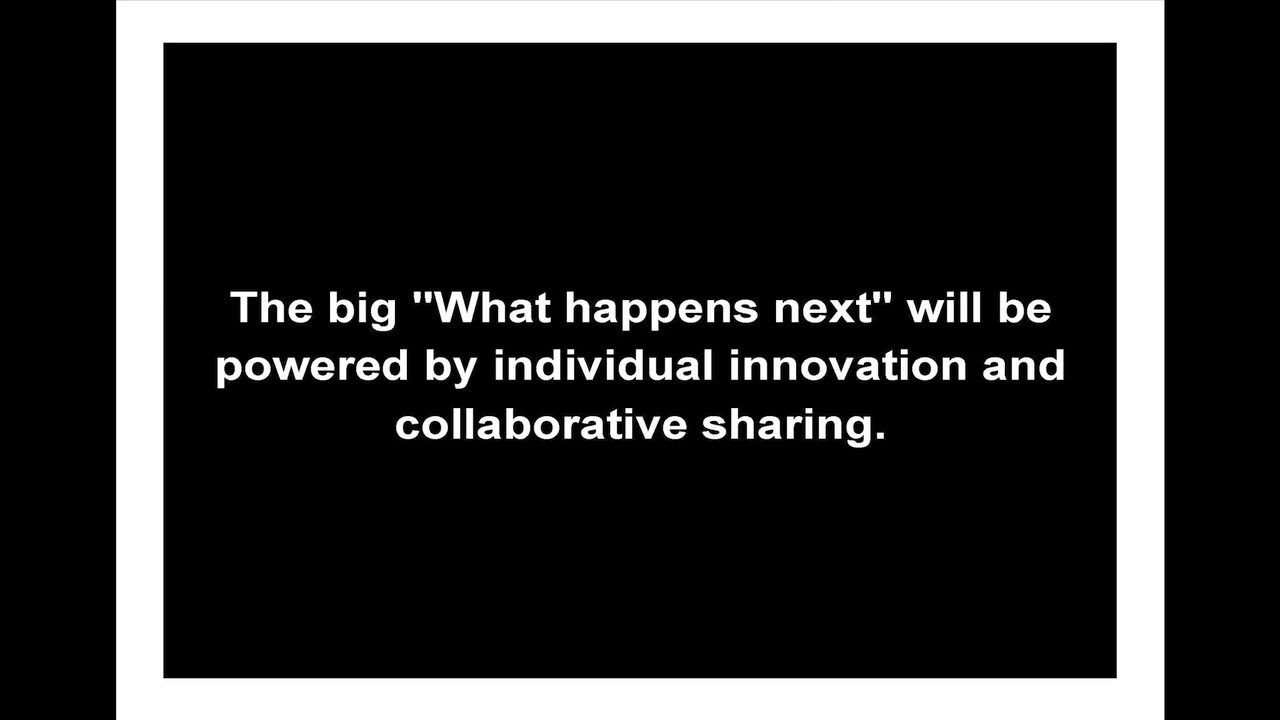 The big "What happens next" will be
powered by individual innovation and
collaborative sharing.